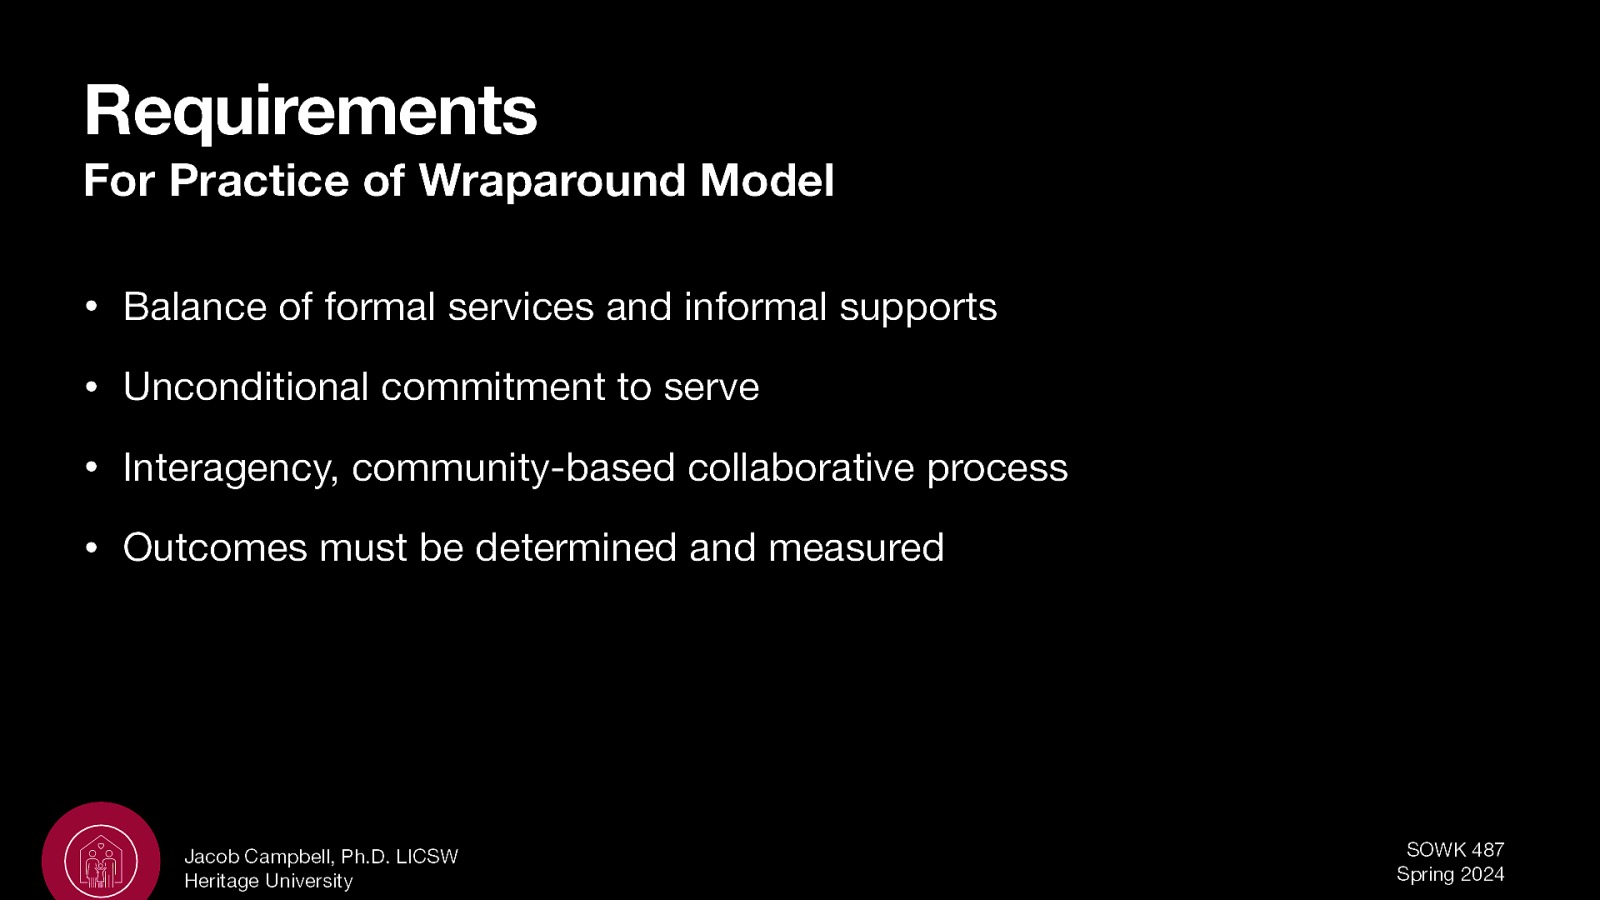 Requirements
For Practice of Wraparound Model
• Balance of formal services and informal supports
• Unconditional commitment to serve
• Interagency, community-based collaborative process
• Outcomes must be determined and measured
Jacob Campbell, Ph.D. LICSW
Heritage University
SOWK 487
Spring 2024